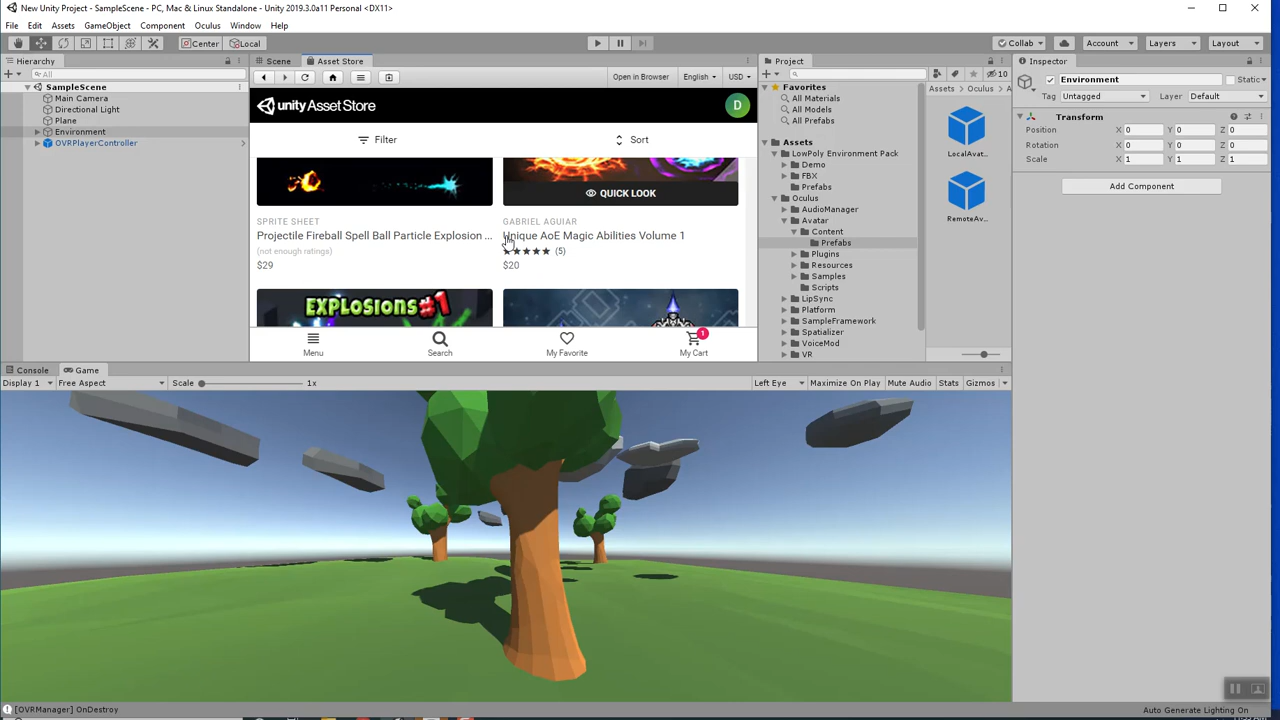 New Unity Project - SampleScene - PC, Mac & Linux Standalone - Unity 2019.3.0a11 Personal <DX11>
File Edit Assets GameObject Component Oculus Window Help
Center Local Collab Account Layers Layout
Hierarchy
All
SampleScene
Main Camera
Directional Light
Plane
Environment
OVRPlayerController
Scene Asset Store
Open in Browser English USD
unity Asset Store D
Filter Sort
QUICK LOOK
SPRITE SHEET
Projectile Fireball Spell Ball Particle Explosion ...
(not enough ratings)
$29
GABRIEL AGUIAR
Unique AoE Magic Abilities Volume 1
(5)
$20
EXPLOSIONS #1
Menu Search My Favorite My Cart 1
Project
10
Favorites
All Materials
All Models
All Prefabs
Assets
LowPoly Environment Pack
Demo
FBX
Prefabs
Oculus
AudioManager
Avatar
Content
Prefabs
Plugins
Resources
Samples
Scripts
LipSync
Platform
SampleFramework
Spatializer
VoiceMod
VR
Assets Oculus A
LocalAvat...
RemoteAv...
Inspector
Environment Static
Tag Untagged Layer Default
Transform
Position X 0 Y 0 Z 0
Rotation X 0 Y 0 Z 0
Scale X 1 Y 1 Z 1
Add Component
Console Game
Display 1 Free Aspect Scale 1x Left Eye Maximize On Play Mute Audio Stats Gizmos
[OVRManager] OnDestroy
Auto Generate Lighting On